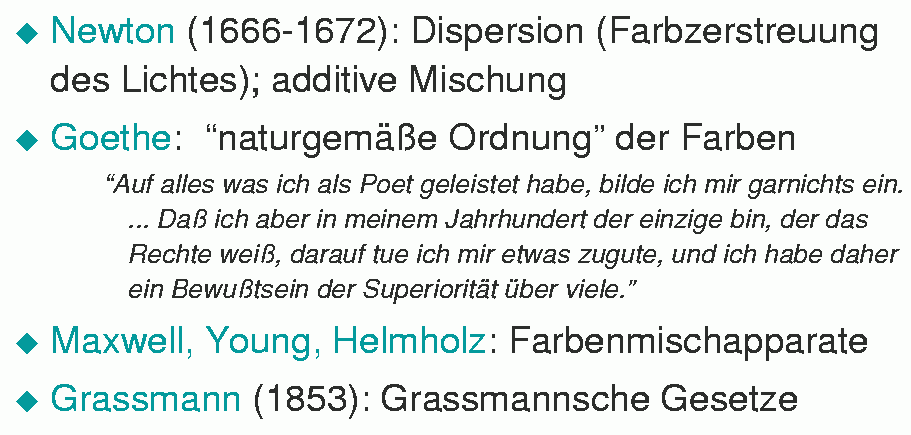 ◆ Newton (1666-1672): Dispersion (Farbzerstreuung
des Lichtes); additive Mischung
◆ Goethe: “naturgemäße Ordnung” der Farben
“Auf alles was ich als Poet geleistet habe, bilde ich mir garnichts ein.
... Daß ich aber in meinem Jahrhundert der einzige bin, der das
Rechte weiß, darauf tue ich mir etwas zugute, und ich habe daher
ein Bewußtsein der Superiorität über viele.”
◆ Maxwell, Young, Helmholz: Farbenmischapparate
◆ Grassmann (1853): Grassmannsche Gesetze